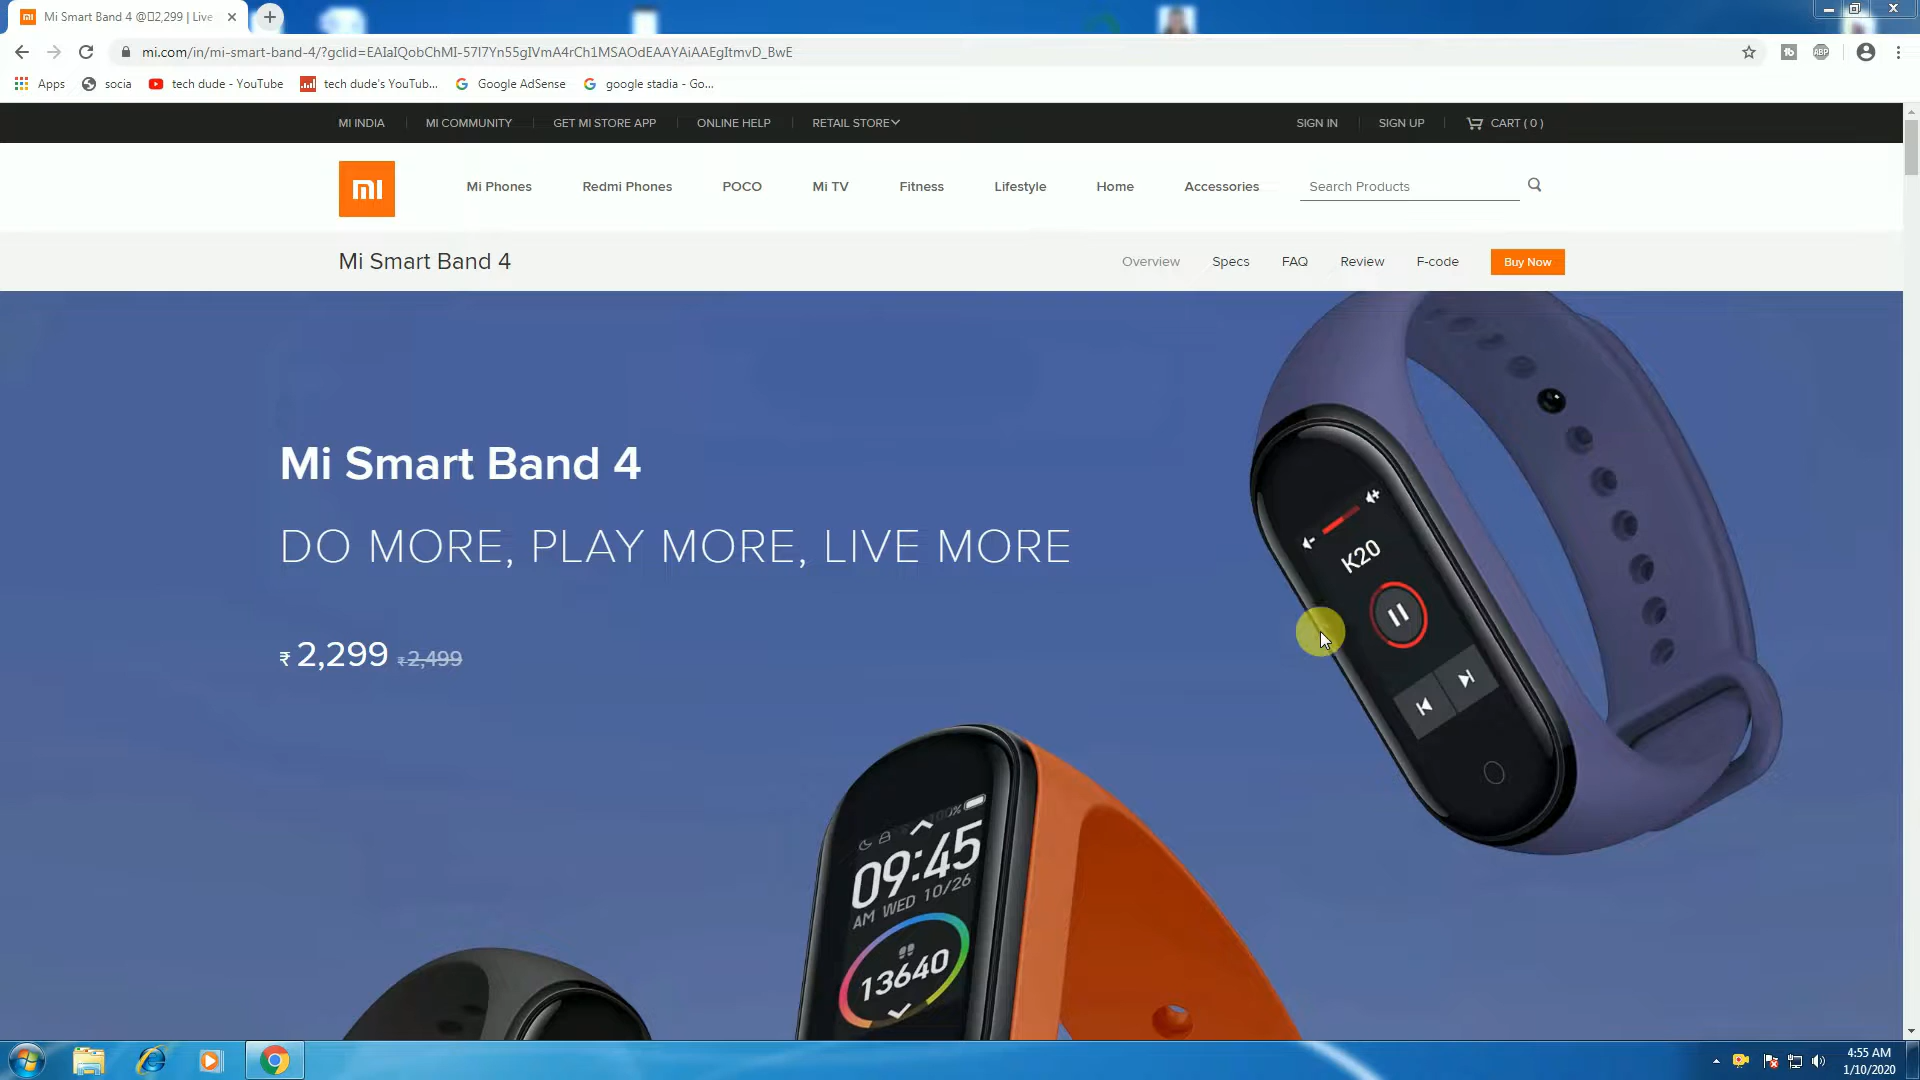 Mi Smart Band 4 @₹2,299 | Live
mi.com/in/mi-smart-band-4/?gclid=EAIaIQobChMI-57I7Yn55gIVmA4rCh1MSAOdEAAYAiAAEgItmvD_BwE
Apps socia tech dude - YouTube tech dude's YouTub... Google AdSense google stadia - Go...
MI INDIA MI COMMUNITY GET MI STORE APP ONLINE HELP RETAIL STORE SIGN IN SIGN UP CART ( 0 )
Mi Phones Redmi Phones POCO Mi TV Fitness Lifestyle Home Accessories Search Products
Mi Smart Band 4 Overview Specs FAQ Review F-code Buy Now
Mi Smart Band 4
DO MORE, PLAY MORE, LIVE MORE
₹ 2,299 ₹ 2,499
K20
100%
09:45
AM WED 10/26
13640
4:55 AM
1/10/2020